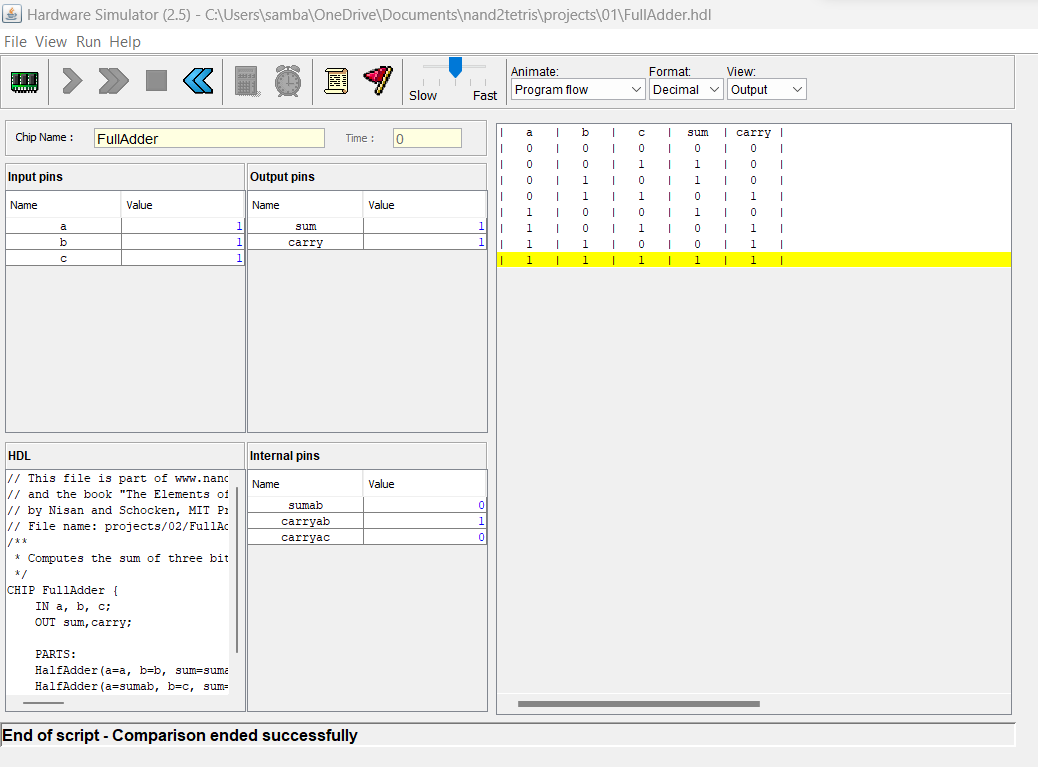 Hardware Simulator (2.5) - C:\Users\samba\OneDrive\Documents\nand2tetris\projects\01\FullAdder.hdl
File View Run Help
Slow Fast
Animate: Format: View:
Program flow Decimal Output
Chip Name : FullAdder Time : 0
Input pins
Name Value
a 1
b 1
c 1
Output pins
Name Value
sum 1
carry 1
HDL
// This file is part of www.nand
// and the book "The Elements of
// by Nisan and Schocken, MIT Pr
// File name: projects/02/FullAd
/**
* Computes the sum of three bit
*/
CHIP FullAdder {
IN a, b, c;
OUT sum,carry;
PARTS:
HalfAdder(a=a, b=b, sum=suma
HalfAdder(a=sumab, b=c, sum=
Internal pins
Name Value
sumab 0
carryab 1
carryac 0
| a | b | c | sum | carry |
| 0 | 0 | 0 | 0 | 0 |
| 0 | 0 | 1 | 1 | 0 |
| 0 | 1 | 0 | 1 | 0 |
| 0 | 1 | 1 | 0 | 1 |
| 1 | 0 | 0 | 1 | 0 |
| 1 | 0 | 1 | 0 | 1 |
| 1 | 1 | 0 | 0 | 1 |
| 1 | 1 | 1 | 1 | 1 |
End of script - Comparison ended successfully